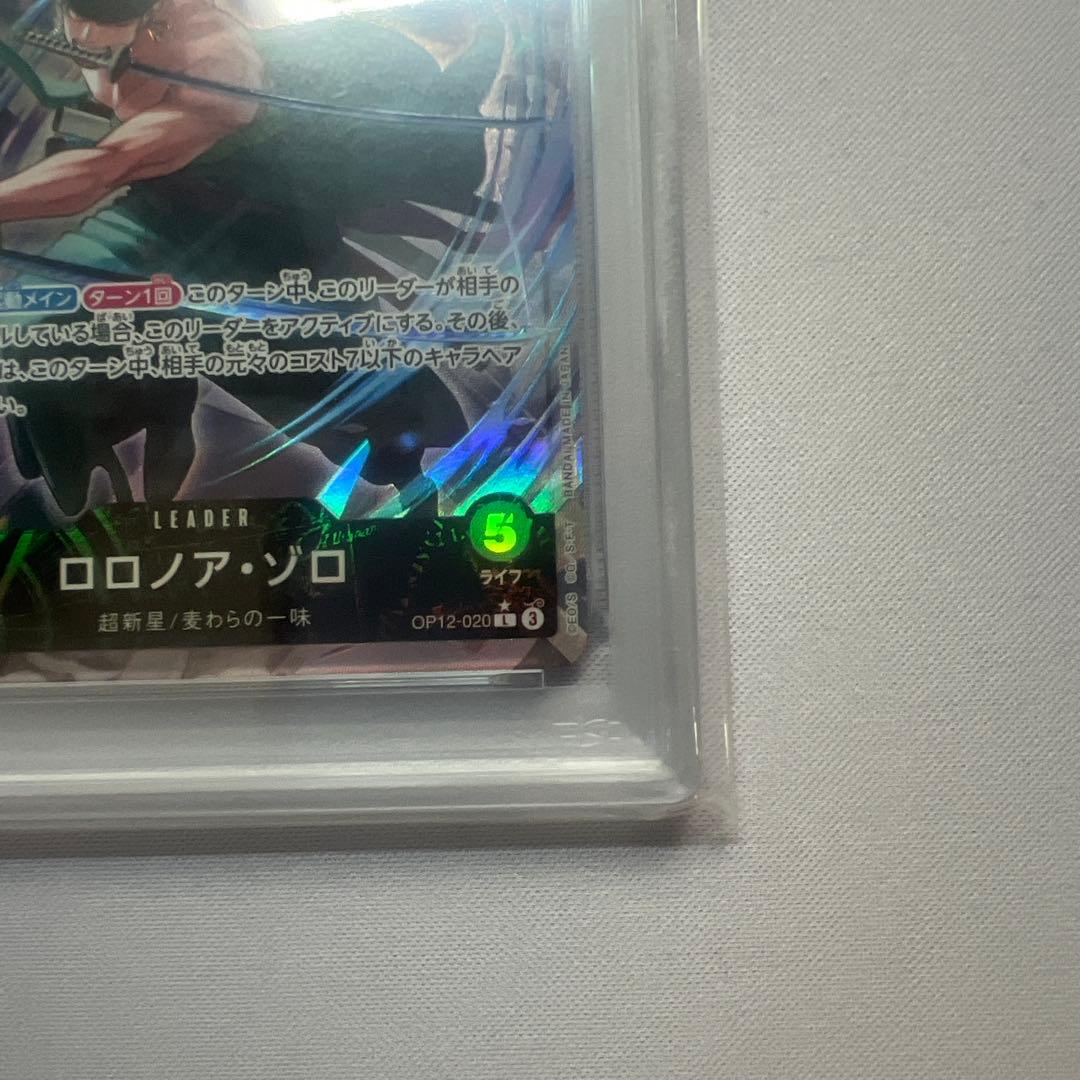 メイン ターン1回 このターン中、このリーダーが相手の
ルしている場合、このリーダーをアクティブにする。その後、
は、このターン中、相手の元々のコスト7以下のキャラへア
い。
BANDAI MADE IN JAPAN
LEADER
5
ロロノア・ゾロ
ライフ
超新星/麦わらの一味
OP12-020 L 3